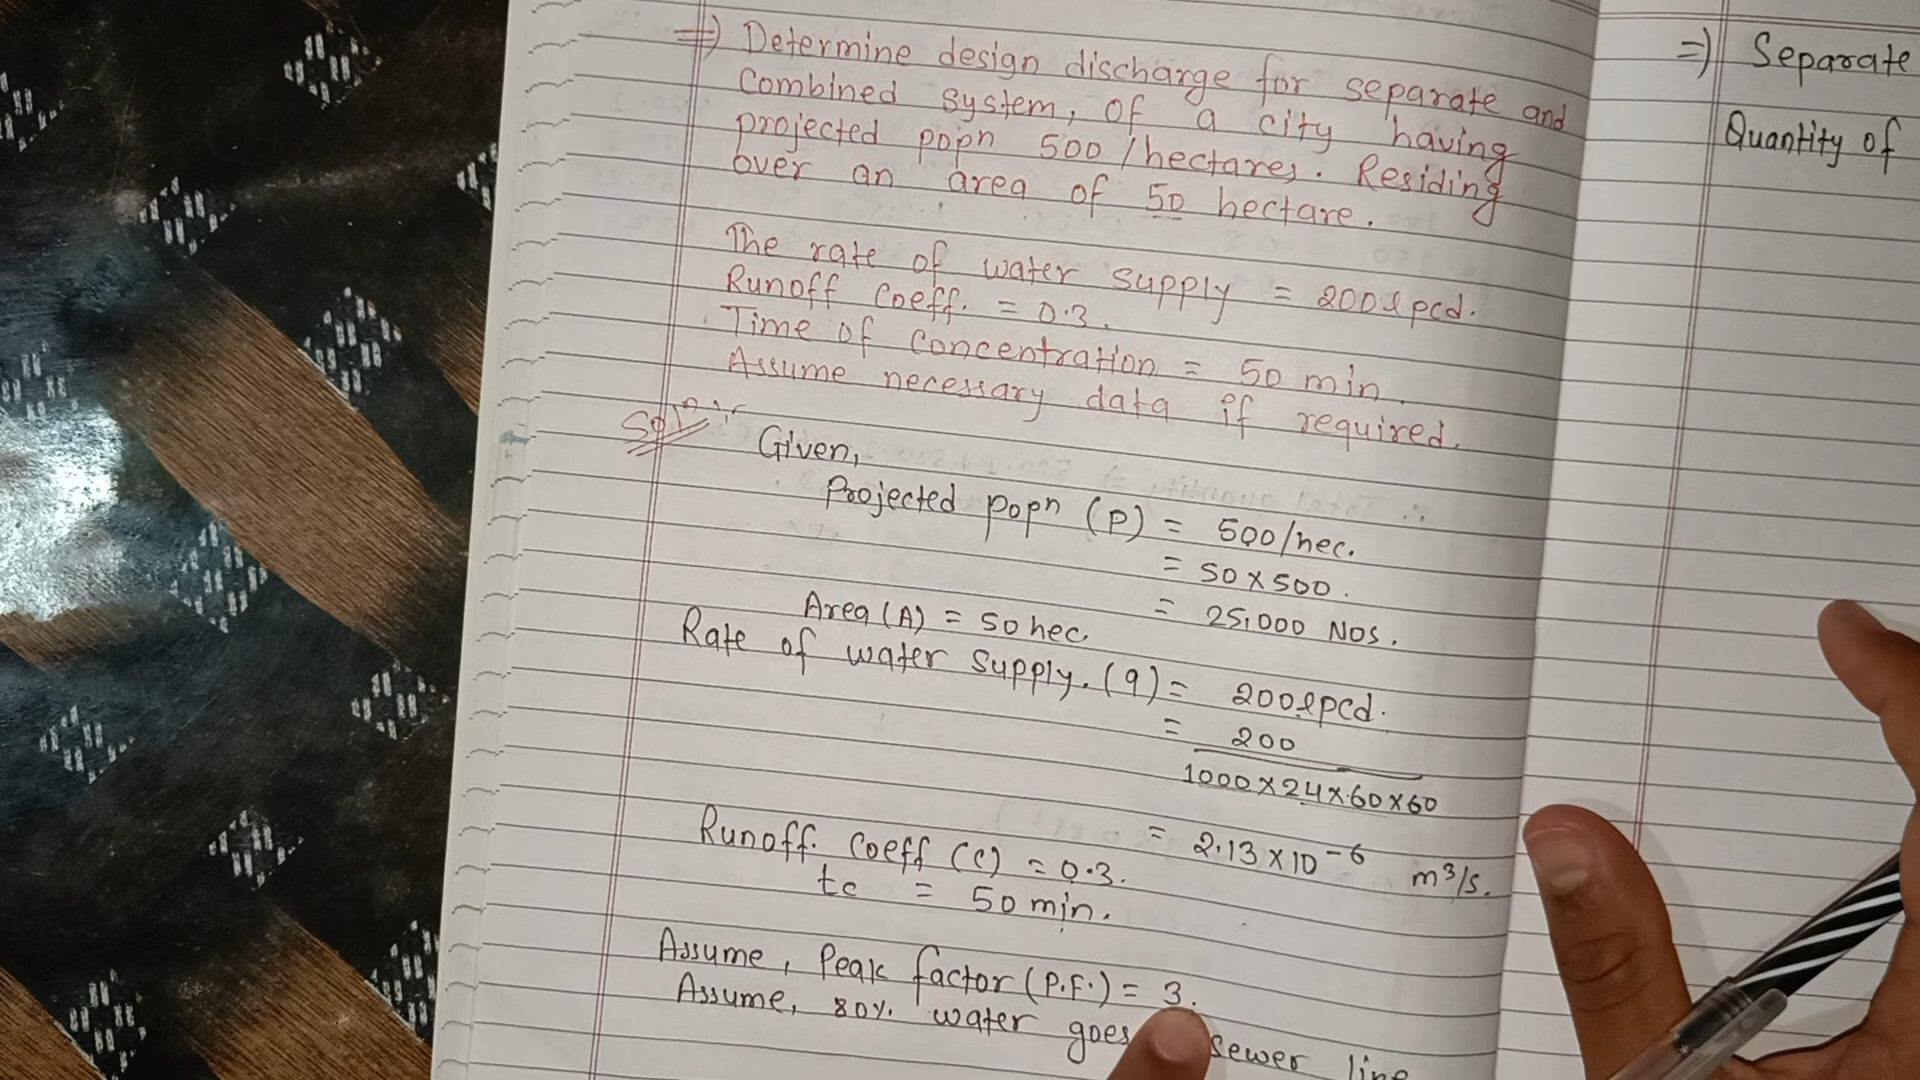 ⇒) Determine design discharge for separate and
Combined system, of a city having
projected popn 500/hectares. Residing
over an area of 50 hectare.
The rate of water supply = 200lpcd.
Runoff Coeff. = 0.3.
Time of Concentration = 50 min.
Assume necessary data if required.
Soln:-
Given,
Projected popn (P) = 500/hec.
= 50×500.
= 25,000 Nos.
Area (A) = 50 hec.
Rate of water supply. (q) = 200lpcd.
= 200
1000×24×60×60
= 2.13×10-6 m3/s.
Runoff. Coeff (C) = 0.3.
tc = 50 min.
Assume, Peak factor (P.F.) = 3.
Assume, 80% water goes sewer line
⇒) Separate
Quantity of